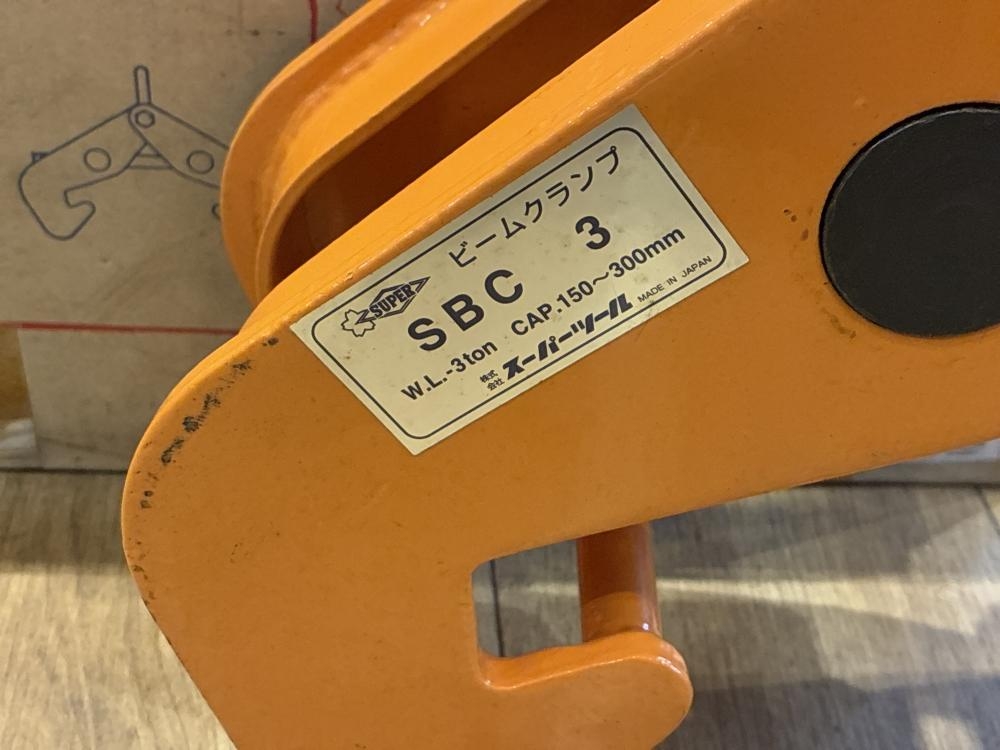 SUPER
ビームクランプ
SBC 3
W.L.-3ton CAP.150〜300mm
株式会社 スーパーツール MADE IN JAPAN